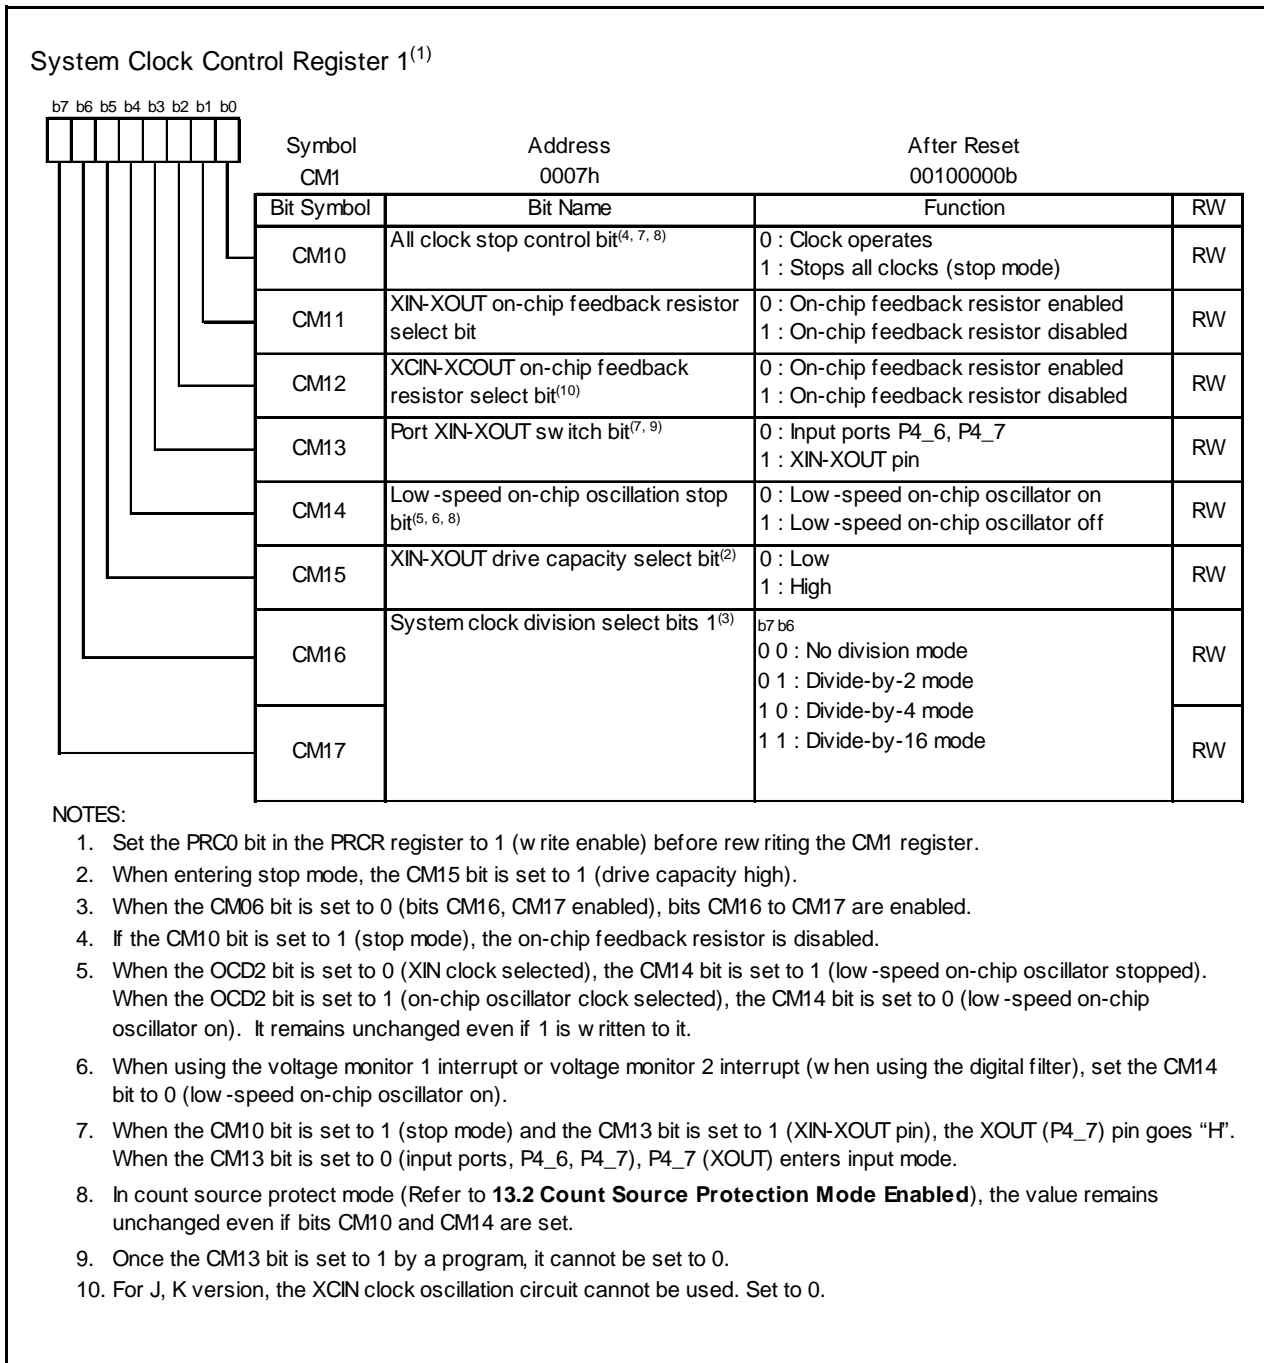 System Clock Control Register 1(1)
b7 b6 b5 b4 b3 b2 b1 b0
Symbol Address After Reset
CM1 0007h 00100000b
Bit Symbol Bit Name Function RW
CM10 All clock stop control bit(4, 7, 8) 0 : Clock operates
1 : Stops all clocks (stop mode) RW
CM11 XIN-XOUT on-chip feedback resistor select bit 0 : On-chip feedback resistor enabled
1 : On-chip feedback resistor disabled RW
CM12 XCIN-XCOUT on-chip feedback resistor select bit(10) 0 : On-chip feedback resistor enabled
1 : On-chip feedback resistor disabled RW
CM13 Port XIN-XOUT switch bit(7, 9) 0 : Input ports P4_6, P4_7
1 : XIN-XOUT pin RW
CM14 Low-speed on-chip oscillation stop bit(5, 6, 8) 0 : Low-speed on-chip oscillator on
1 : Low-speed on-chip oscillator off RW
CM15 XIN-XOUT drive capacity select bit(2) 0 : Low
1 : High RW
CM16 System clock division select bits 1(3) b7 b6
0 0 : No division mode RW
0 1 : Divide-by-2 mode
1 0 : Divide-by-4 mode
CM17 1 1 : Divide-by-16 mode RW
NOTES:
1. Set the PRC0 bit in the PRCR register to 1 (write enable) before rewriting the CM1 register.
2. When entering stop mode, the CM15 bit is set to 1 (drive capacity high).
3. When the CM06 bit is set to 0 (bits CM16, CM17 enabled), bits CM16 to CM17 are enabled.
4. If the CM10 bit is set to 1 (stop mode), the on-chip feedback resistor is disabled.
5. When the OCD2 bit is set to 0 (XIN clock selected), the CM14 bit is set to 1 (low-speed on-chip oscillator stopped).
When the OCD2 bit is set to 1 (on-chip oscillator clock selected), the CM14 bit is set to 0 (low-speed on-chip
oscillator on). It remains unchanged even if 1 is written to it.
6. When using the voltage monitor 1 interrupt or voltage monitor 2 interrupt (when using the digital filter), set the CM14
bit to 0 (low-speed on-chip oscillator on).
7. When the CM10 bit is set to 1 (stop mode) and the CM13 bit is set to 1 (XIN-XOUT pin), the XOUT (P4_7) pin goes “H”.
When the CM13 bit is set to 0 (input ports, P4_6, P4_7), P4_7 (XOUT) enters input mode.
8. In count source protect mode (Refer to 13.2 Count Source Protection Mode Enabled), the value remains
unchanged even if bits CM10 and CM14 are set.
9. Once the CM13 bit is set to 1 by a program, it cannot be set to 0.
10. For J, K version, the XCIN clock oscillation circuit cannot be used. Set to 0.